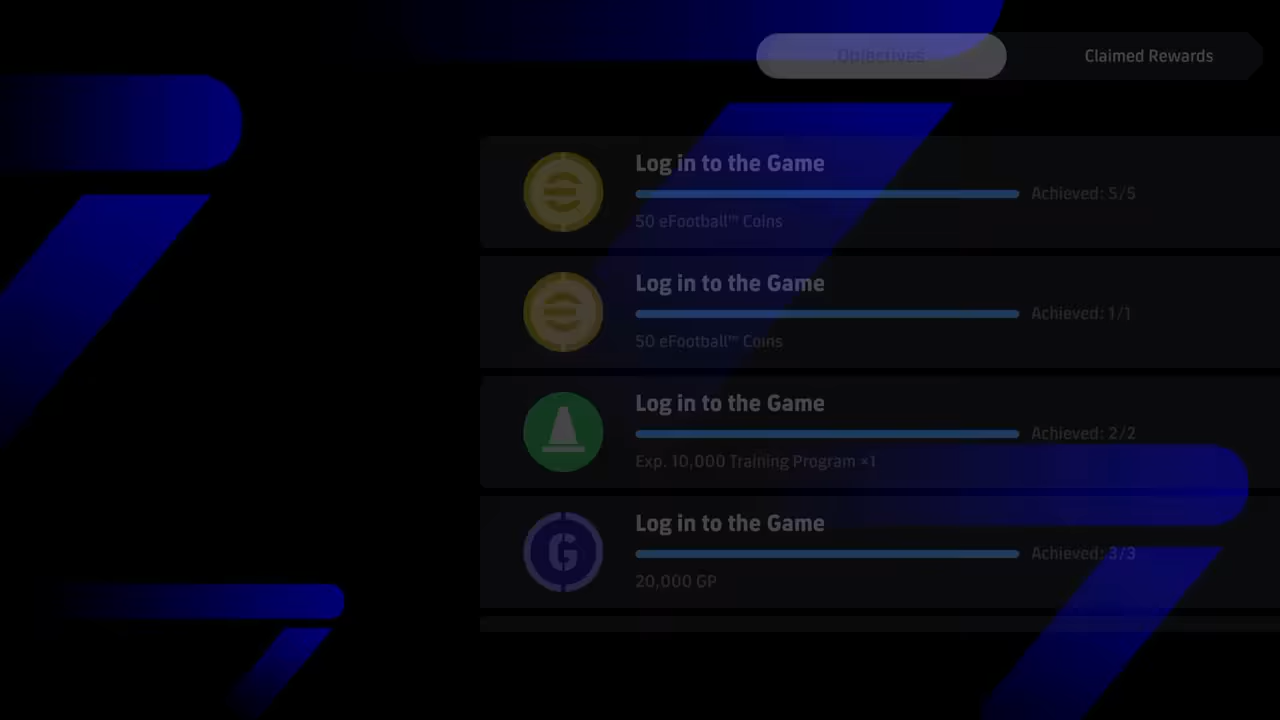 Objectives
Claimed Rewards
Log in to the Game
Achieved: 5/5
50 eFootball™ Coins
Log in to the Game
Achieved: 1/1
50 eFootball™ Coins
Log in to the Game
Achieved: 2/2
Exp. 10,000 Training Program ×1
G
Log in to the Game
Achieved: 3/3
20,000 GP